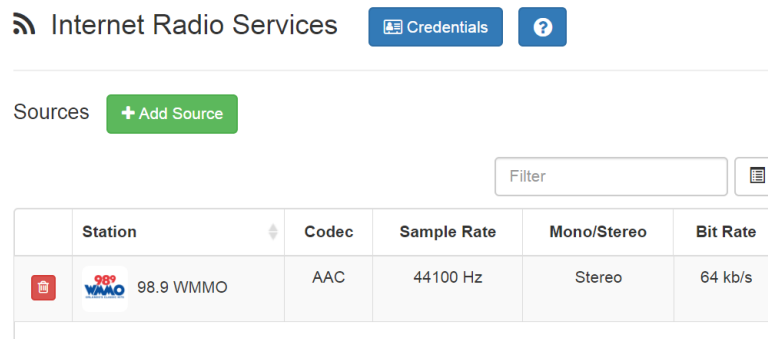 Internet Radio Services Credentials ?
Sources + Add Source
Filter
Station Codec Sample Rate Mono/Stereo Bit Rate
989 WMMO 98.9 WMMO AAC 44100 Hz Stereo 64 kb/s